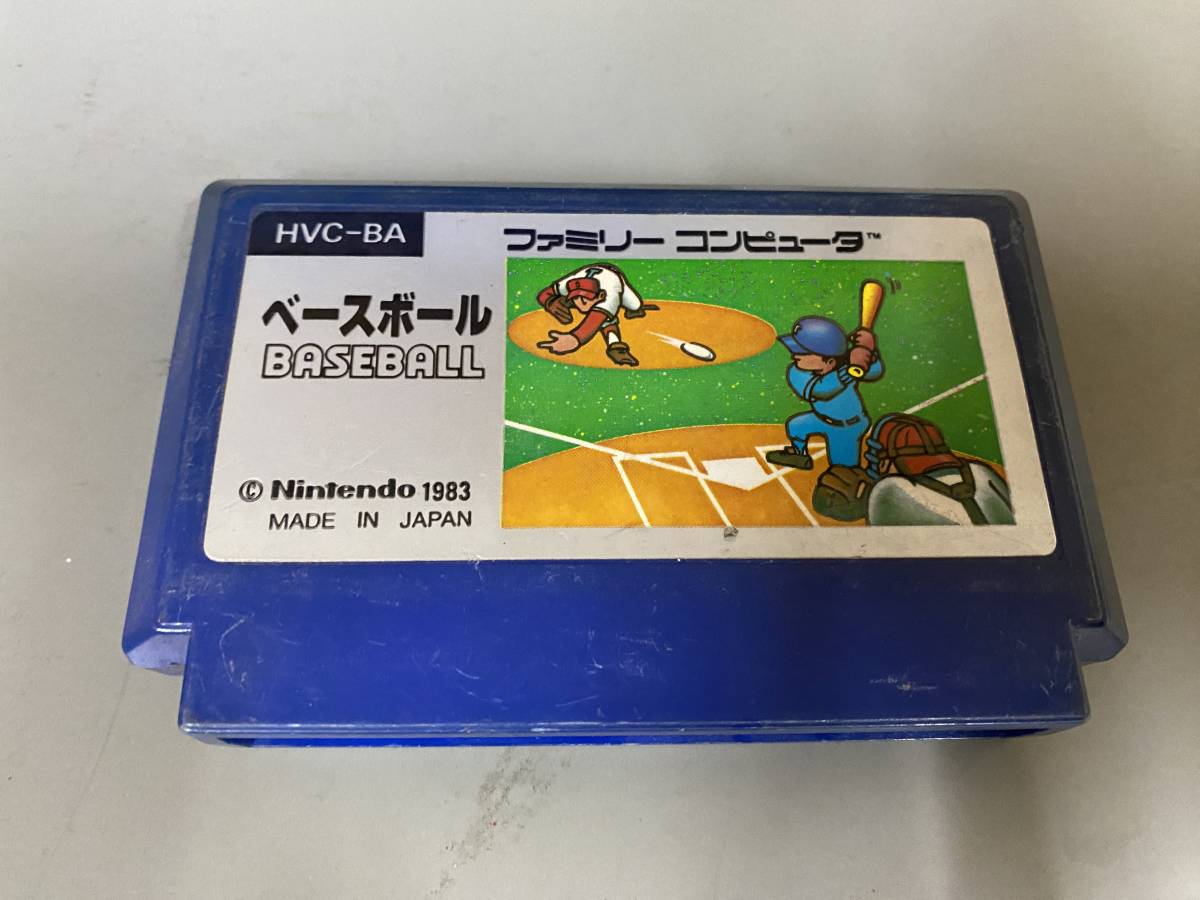 HVC-BA
ファミリー コンピュータ™
ベースボール
BASEBALL
© Nintendo 1983
MADE IN JAPAN